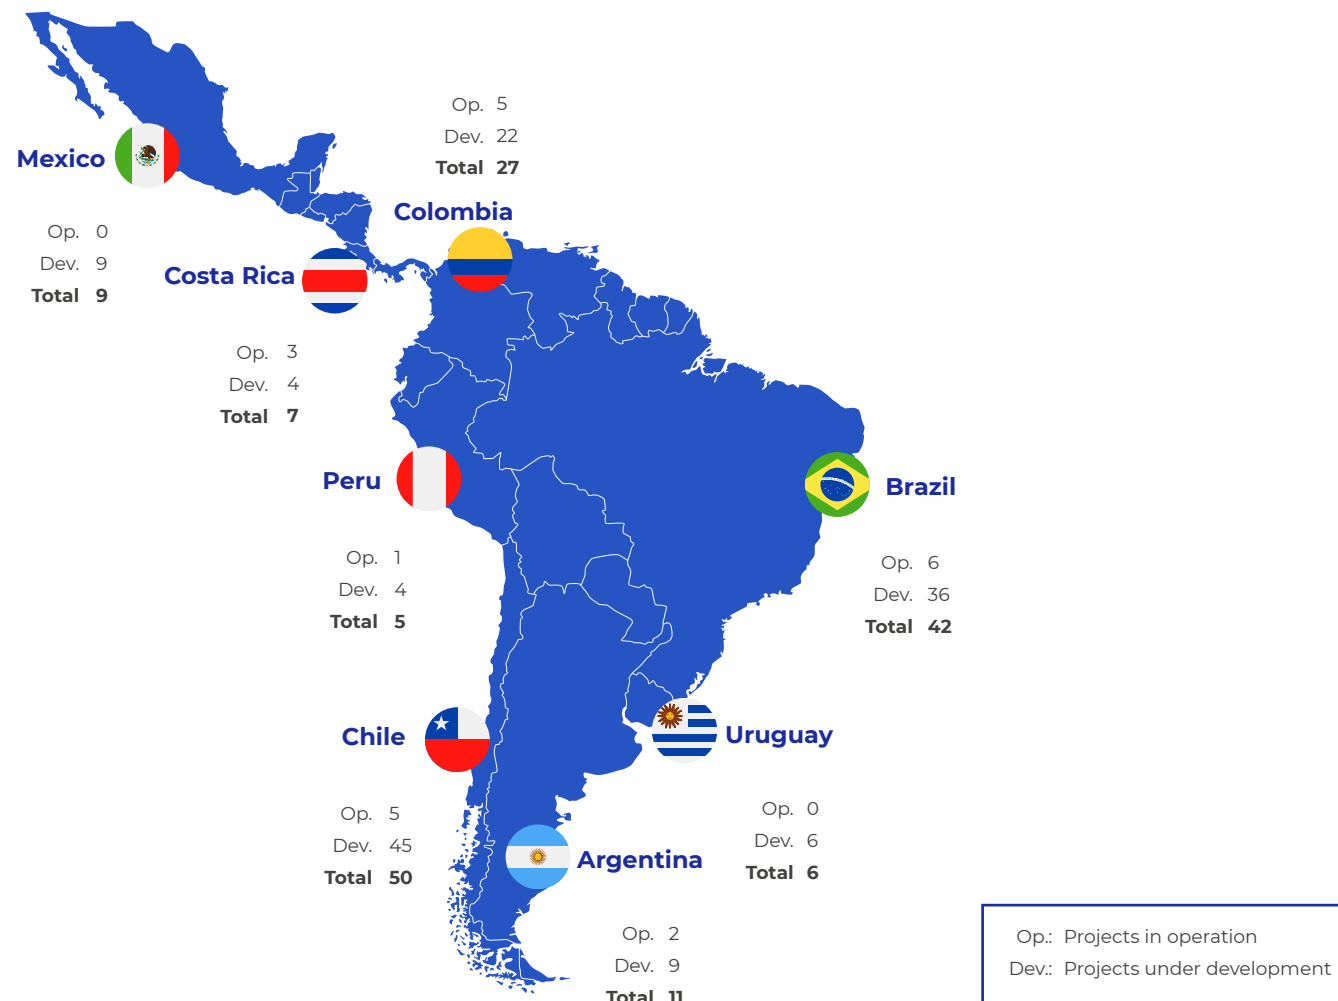 Mexico
Op. 0
Dev. 9
Total 9
Op. 5
Dev. 22
Total 27
Colombia
Costa Rica
Op. 3
Dev. 4
Total 7
Peru
Op. 1
Dev. 4
Total 5
Brazil
Op. 6
Dev. 36
Total 42
Chile
Op. 5
Dev. 45
Total 50
Uruguay
Op. 0
Dev. 6
Total 6
Argentina
Op. 2
Dev. 9
Total 11
Op.: Projects in operation
Dev.: Projects under development